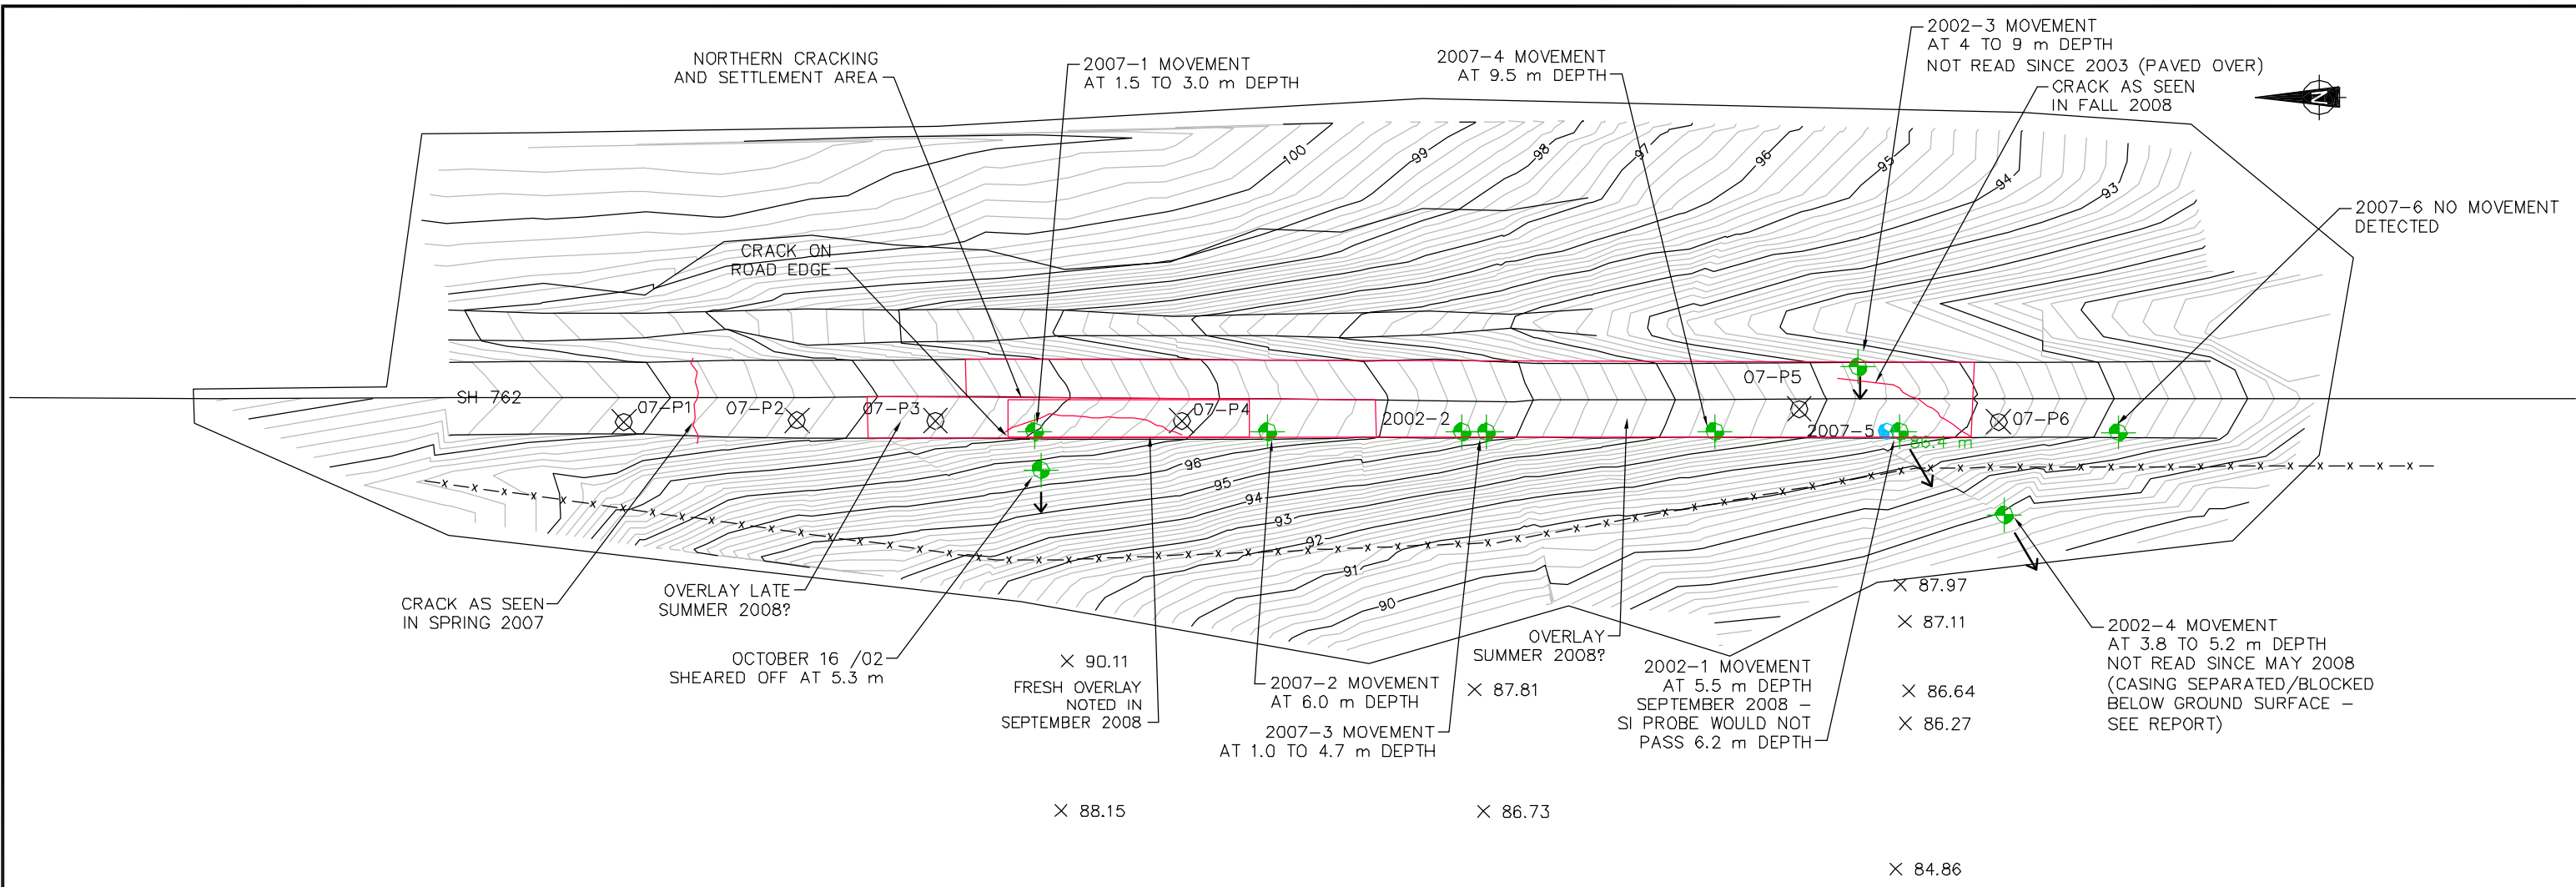 2002-3 MOVEMENT
AT 4 TO 9 m DEPTH
NOT READ SINCE 2003 (PAVED OVER)
CRACK AS SEEN
IN FALL 2008
NORTHERN CRACKING
AND SETTLEMENT AREA
2007-1 MOVEMENT
AT 1.5 TO 3.0 m DEPTH
2007-4 MOVEMENT
AT 9.5 m DEPTH
N
100
99
98
97
96
95
94
93
2007-6 NO MOVEMENT
DETECTED
CRACK ON
ROAD EDGE
SH 762
07-P1
07-P2
07-P3
07-P4
2002-2
07-P5
2007-5
86.4 m
07-P6
96
95
94
93
92
91
90
CRACK AS SEEN
IN SPRING 2007
OVERLAY LATE
SUMMER 2008?
OCTOBER 16 /02
SHEARED OFF AT 5.3 m
× 90.11
FRESH OVERLAY
NOTED IN
SEPTEMBER 2008
2007-2 MOVEMENT
AT 6.0 m DEPTH
2007-3 MOVEMENT
AT 1.0 TO 4.7 m DEPTH
× 87.81
OVERLAY
SUMMER 2008?
2002-1 MOVEMENT
AT 5.5 m DEPTH
SEPTEMBER 2008 -
SI PROBE WOULD NOT
PASS 6.2 m DEPTH
× 87.97
× 87.11
× 86.64
× 86.27
2002-4 MOVEMENT
AT 3.8 TO 5.2 m DEPTH
NOT READ SINCE MAY 2008
(CASING SEPARATED/BLOCKED
BELOW GROUND SURFACE -
SEE REPORT)
× 88.15
× 86.73
× 84.86